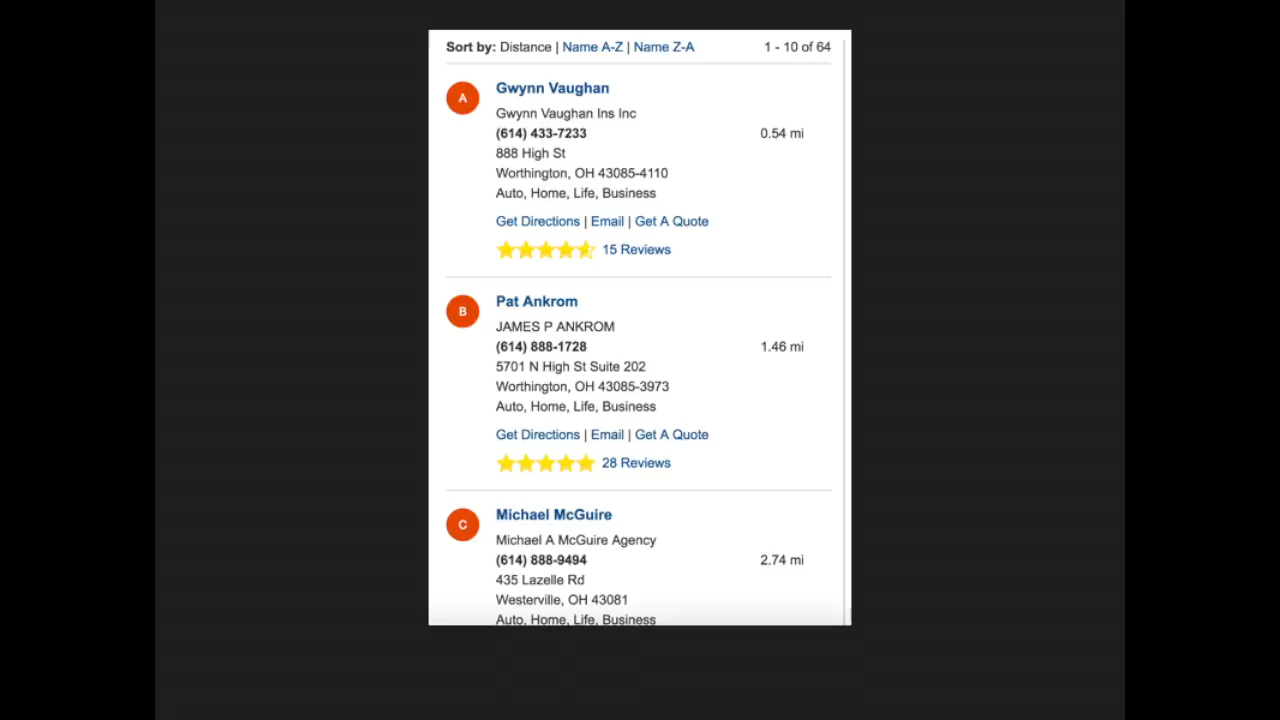 Sort by: Distance | Name A-Z | Name Z-A 1 - 10 of 64
A
Gwynn Vaughan
Gwynn Vaughan Ins Inc
(614) 433-7233 0.54 mi
888 High St
Worthington, OH 43085-4110
Auto, Home, Life, Business
Get Directions | Email | Get A Quote
15 Reviews
B
Pat Ankrom
JAMES P ANKROM
(614) 888-1728 1.46 mi
5701 N High St Suite 202
Worthington, OH 43085-3973
Auto, Home, Life, Business
Get Directions | Email | Get A Quote
28 Reviews
C
Michael McGuire
Michael A McGuire Agency
(614) 888-9494 2.74 mi
435 Lazelle Rd
Westerville, OH 43081
Auto, Home, Life, Business